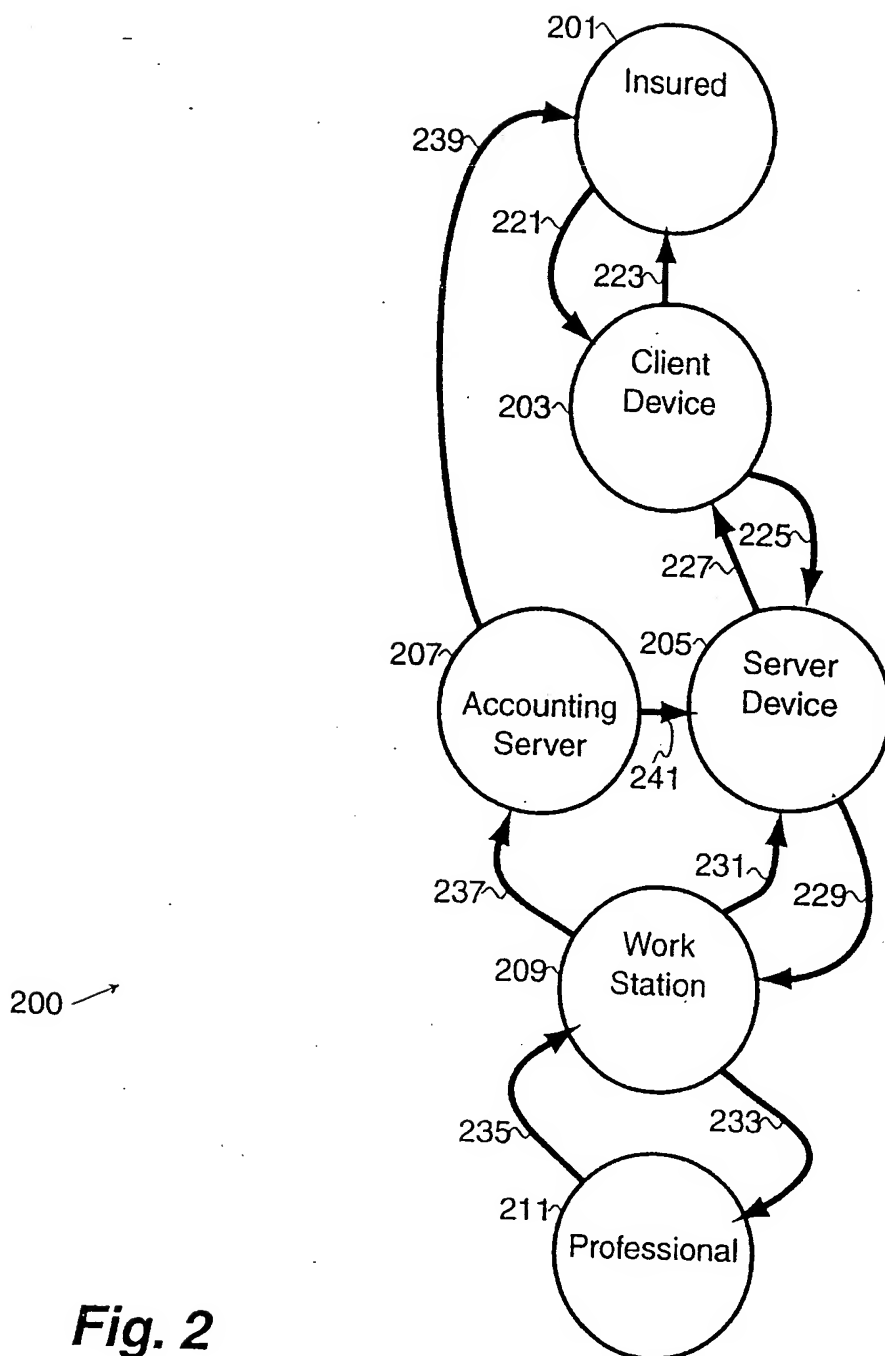 201
Insured
239
221
223
Client
Device
203
225
227
207
205
Server
Device
Accounting
Server
241
231
237
229
Work
Station
209
200
235
233
211
Professional
Fig. 2